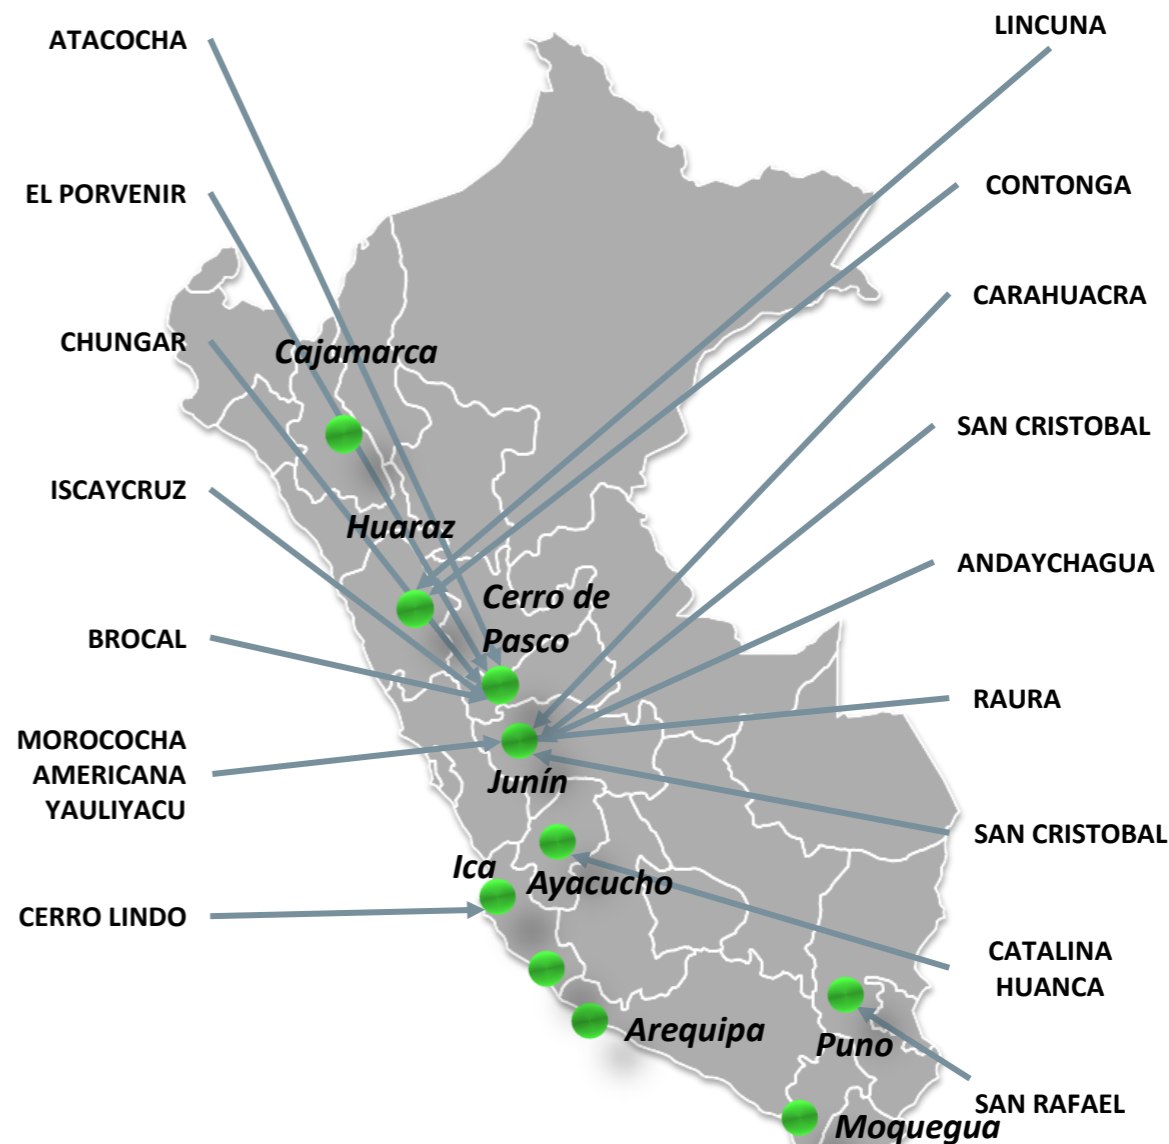 ATACOCHA
EL PORVENIR
CHUNGAR
ISCAYCRUZ
BROCAL
MOROCOCHA
AMERICANA
YAULIYACU
CERRO LINDO
Cajamarca
Huaraz
Cerro de
Pasco
Junín
Ica
Ayacucho
Arequipa
Puno
Moquegua
LINCUNA
CONTONGA
CARAHUACRA
SAN CRISTOBAL
ANDAYCHAGUA
RAURA
SAN CRISTOBAL
CATALINA
HUANCA
SAN RAFAEL